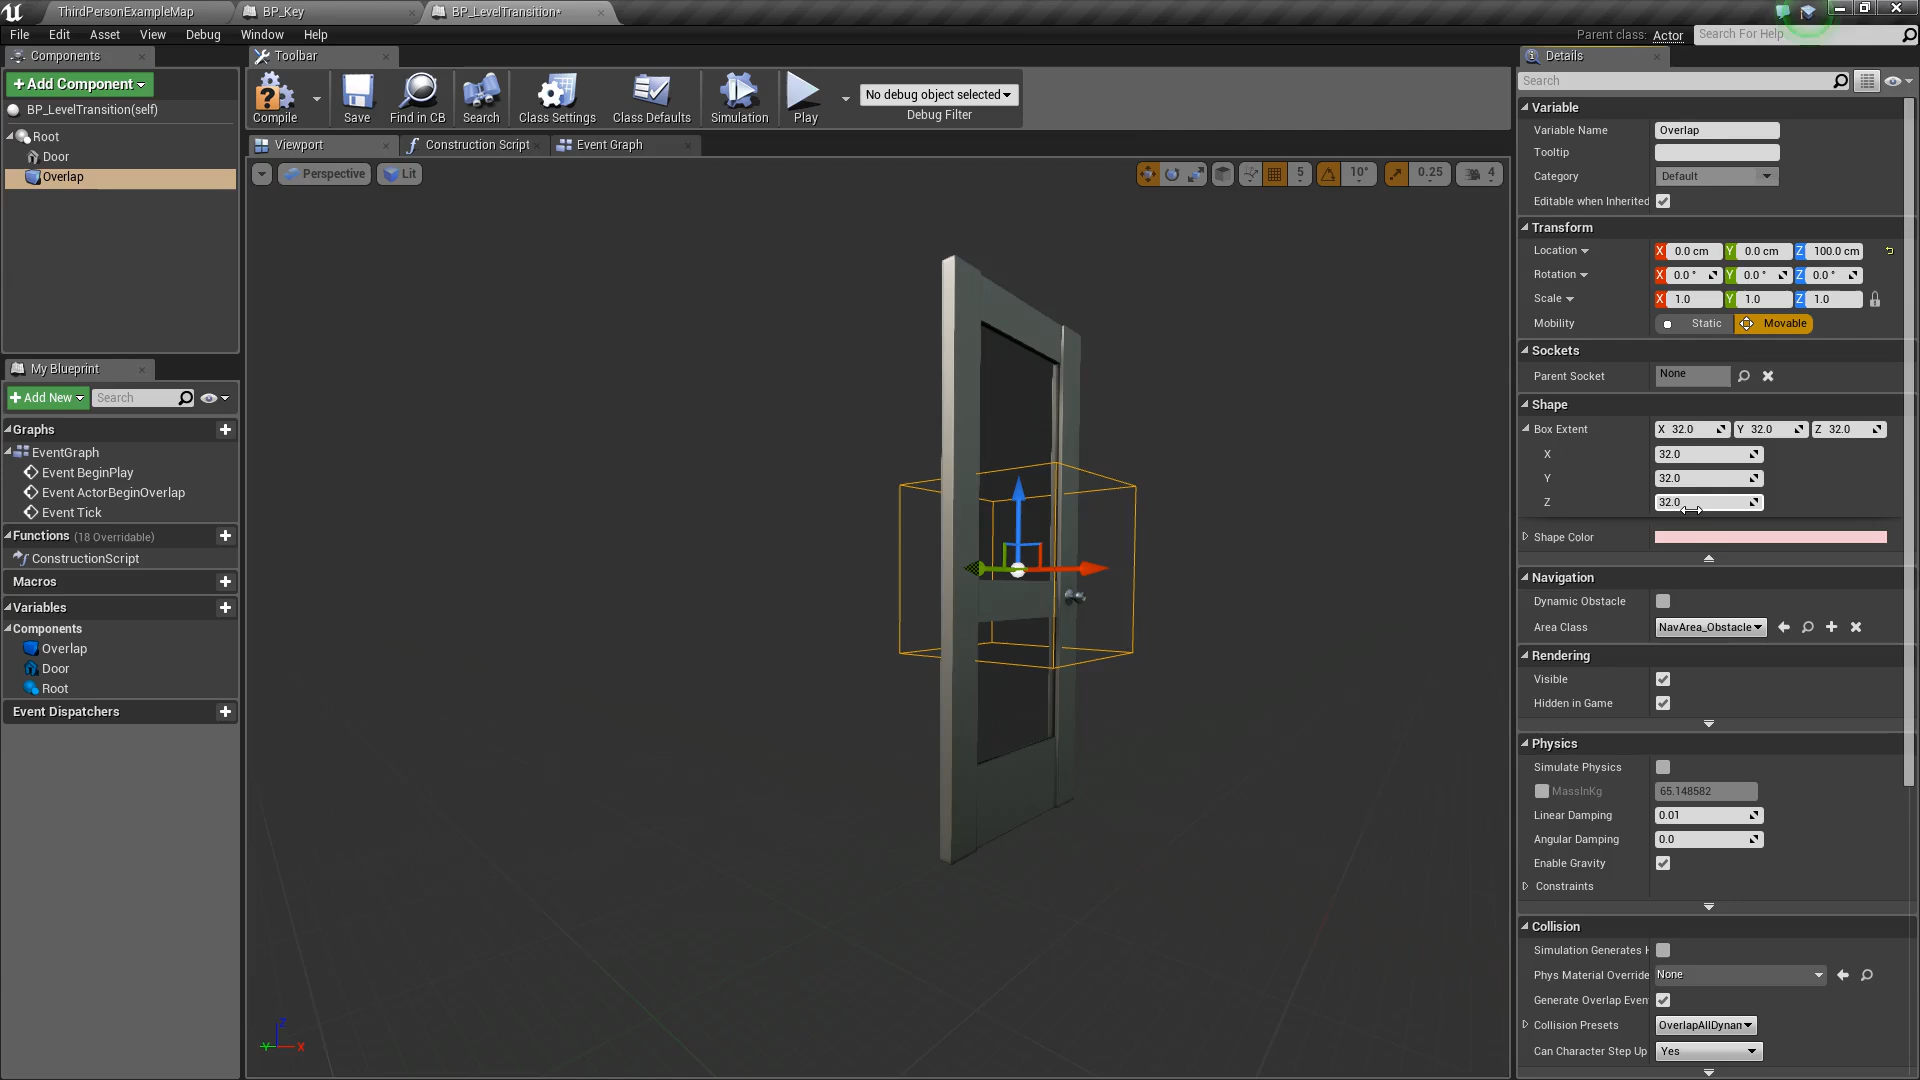 ThirdPersonExampleMap
BP_Key
BP_LevelTransition*
File Edit Asset View Debug Window Help
Parent class: Actor
Search For Help
Components
+Add Component
BP_LevelTransition(self)
Root
Door
Overlap
Toolbar
Compile Save Find in CB Search Class Settings Class Defaults Simulation Play
No debug object selected
Debug Filter
Viewport
Construction Script
Event Graph
Perspective
Lit
5
10°
0.25
4
My Blueprint
+Add New
Search
Graphs
EventGraph
Event BeginPlay
Event ActorBeginOverlap
Event Tick
Functions (18 Overridable)
ConstructionScript
Macros
Variables
Components
Overlap
Door
Root
Event Dispatchers
Z
Y X
Details
Search
Variable
Variable Name Overlap
Tooltip
Category Default
Editable when Inherited
Transform
Location X 0.0 cm Y 0.0 cm Z 100.0 cm
Rotation X 0.0 ° Y 0.0 ° Z 0.0 °
Scale X 1.0 Y 1.0 Z 1.0
Mobility Static Movable
Sockets
Parent Socket None
Shape
Box Extent X 32.0 Y 32.0 Z 32.0
X 32.0
Y 32.0
Z 32.0
Shape Color
Navigation
Dynamic Obstacle
Area Class NavArea_Obstacle
Rendering
Visible
Hidden in Game
Physics
Simulate Physics
MassInKg 65.148582
Linear Damping 0.01
Angular Damping 0.0
Enable Gravity
Constraints
Collision
Simulation Generates H
Phys Material Override None
Generate Overlap Even
Collision Presets OverlapAllDynam
Can Character Step Up Yes